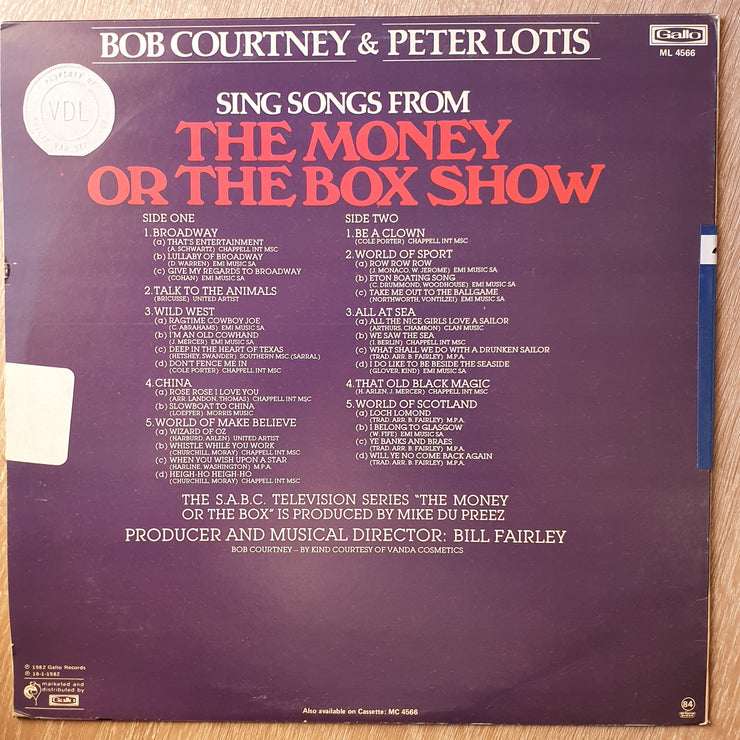 BOB COURTNEY & PETER LOTIS
Gallo
ML 4566
PROPERTY OF
VDL
SING SONGS FROM
THE MONEY
OR THE BOX SHOW
SIDE ONE
1. BROADWAY
(a) THAT'S ENTERTAINMENT
(A. SCHWARTZ) CHAPPELL INT MSC
(b) LULLABY OF BROADWAY
(D. WARREN) EMI MUSIC SA
(c) GIVE MY REGARDS TO BROADWAY
(COHAN) EMI MUSIC SA
2. TALK TO THE ANIMALS
(BRICUSSE) UNITED ARTIST
3. WILD WEST
(a) RAGTIME COWBOY JOE
(C. ABRAHAMS) EMI MUSIC SA
(b) I'M AN OLD COWHAND
(J. MERCER) EMI MUSIC SA
(c) DEEP IN THE HEART OF TEXAS
(HETSHEY, SWANDER) SOUTHERN MSC (SARRAL)
(d) DON'T FENCE ME IN
(COLE PORTER) CHAPPELL INT MSC
4. CHINA
(a) ROSE ROSE I LOVE YOU
(ARR. LANDON, THOMAS) CHAPPELL INT MSC
(b) SLOWBOAT TO CHINA
(LOEFFER) MORRIS MUSIC
5. WORLD OF MAKE BELIEVE
(a) WIZARD OF OZ
(HARBURD, ARLEN) UNITED ARTIST
(b) WHISTLE WHILE YOU WORK
(CHURCHILL, MORAY) CHAPPELL INT MSC
(c) WHEN YOU WISH UPON A STAR
(HARLINE, WASHINGTON) M.P.A.
(d) HEIGH-HO HEIGH-HO
(CHURCHILL, MORAY) CHAPPELL INT MSC
SIDE TWO
1. BE A CLOWN
(COLE PORTER) CHAPPELL INT MSC
2. WORLD OF SPORT
(a) ROW ROW ROW
(J. MONACO, W. JEROME) EMI MUSIC SA
(b) ETON BOATING SONG
(C. DRUMMOND, WOODHOUSE) EMI MUSIC SA
(c) TAKE ME OUT TO THE BALLGAME
(NORTHWORTH, VONTILZEI) EMI MUSIC SA
3. ALL AT SEA
(a) ALL THE NICE GIRLS LOVE A SAILOR
(ARTHURS, CHAMBON) CLAN MUSIC
(b) WE SAW THE SEA
(I. BERLIN) CHAPPELL INT MSC
(c) WHAT SHALL WE DO WITH A DRUNKEN SAILOR
(TRAD. ARR. B. FAIRLEY) M.P.A.
(d) I DO LIKE TO BE BESIDE THE SEASIDE
(GLOVER, KIND) EMI MUSIC SA
4. THAT OLD BLACK MAGIC
(H. ARLEN, J. MERCER) CHAPPELL INT MSC
5. WORLD OF SCOTLAND
(a) LOCH LOMOND
(TRAD. ARR. B. FAIRLEY) M.P.A.
(b) I BELONG TO GLASGOW
(W. FIFE) EMI MUSIC SA
(c) YE BANKS AND BRAES
(TRAD. ARR. B. FAIRLEY) M.P.A.
(d) WILL YE NO COME BACK AGAIN
(TRAD. ARR. B. FAIRLEY) M.P.A.
THE S.A.B.C. TELEVISION SERIES "THE MONEY
OR THE BOX" IS PRODUCED BY MIKE DU PREEZ
PRODUCER AND MUSICAL DIRECTOR: BILL FAIRLEY
BOB COURTNEY – BY KIND COURTESY OF VANDA COSMETICS
℗ 1982 Gallo Records
© 18-1-1982
marketed and
distributed by
Gallo
Also available on Cassette: MC 4566
84